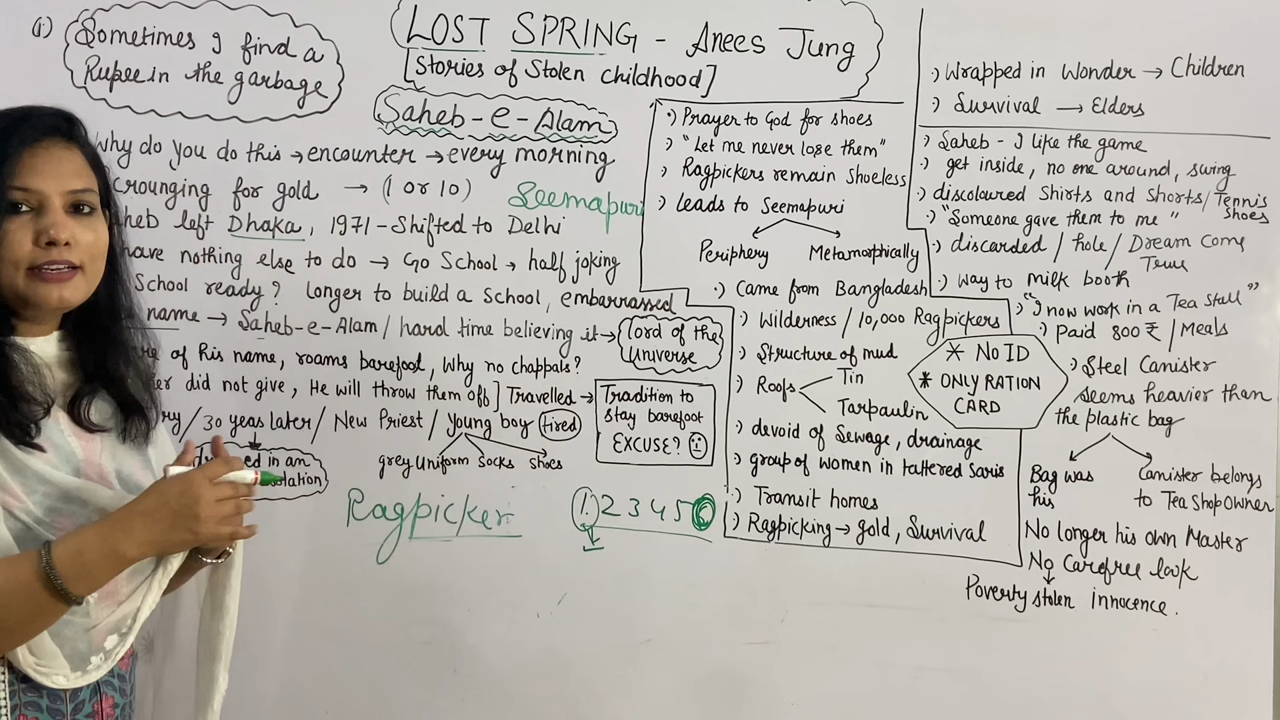 LOST SPRING - Anees Jung
[Stories of Stolen childhood]
(i) Sometimes I find a
Rupee in the garbage
Saheb-e-Alam
Why do you do this → encounter → every morning
crounging for gold → (1 or 10)
Seemapuri
heb left Dhaka, 1971 - Shifted to Delhi
have nothing else to do → Go School → half joking
School ready? Longer to build a School, embarrassed
name → Saheb-e-Alam / hard time believing it →
lord of the
Universe
of his name, roams barefoot, Why no chappals?
did not give, He will throw them off] Travelled →
Tradition to
stay barefoot
EXCUSE?
30 years later / New Priest / Young boy tired
grey Uniform socks shoes
in an
Ragpicker
1. 2 3 4 5 6
·) Prayer to God for shoes
·) "Let me never lose them"
·) Ragpickers remain Shoeless
·) Leads to Seemapuri
Periphery Metamorphically
·) Came from Bangladesh
·) Wilderness / 10,000 Ragpickers
·) Structure of mud
·) Roofs
Tin
Tarpaulin
·) devoid of Sewage, drainage
·) group of women in tattered Saris
·) Transit homes
·) Ragpicking → gold, Survival
* NO ID
* ONLY RATION
CARD
·) Wrapped in Wonder → Children
·) Survival → Elders
·) Saheb - I like the game
·) get inside, no one around, swing
·) discoloured Shirts and Shorts / Tennis
Shoes
·) "Someone gave them to me"
·) discarded / hole / Dream Come
True
·) Way to milk booth
·) "I now work in a Tea Stall"
·) paid 800 ₹ / Meals
·) Steel Canister
seems heavier than
the plastic bag
Bag was
his
Canister belongs
to Tea Shop Owner
No longer his own Master
No Carefree look
Poverty stolen innocence.